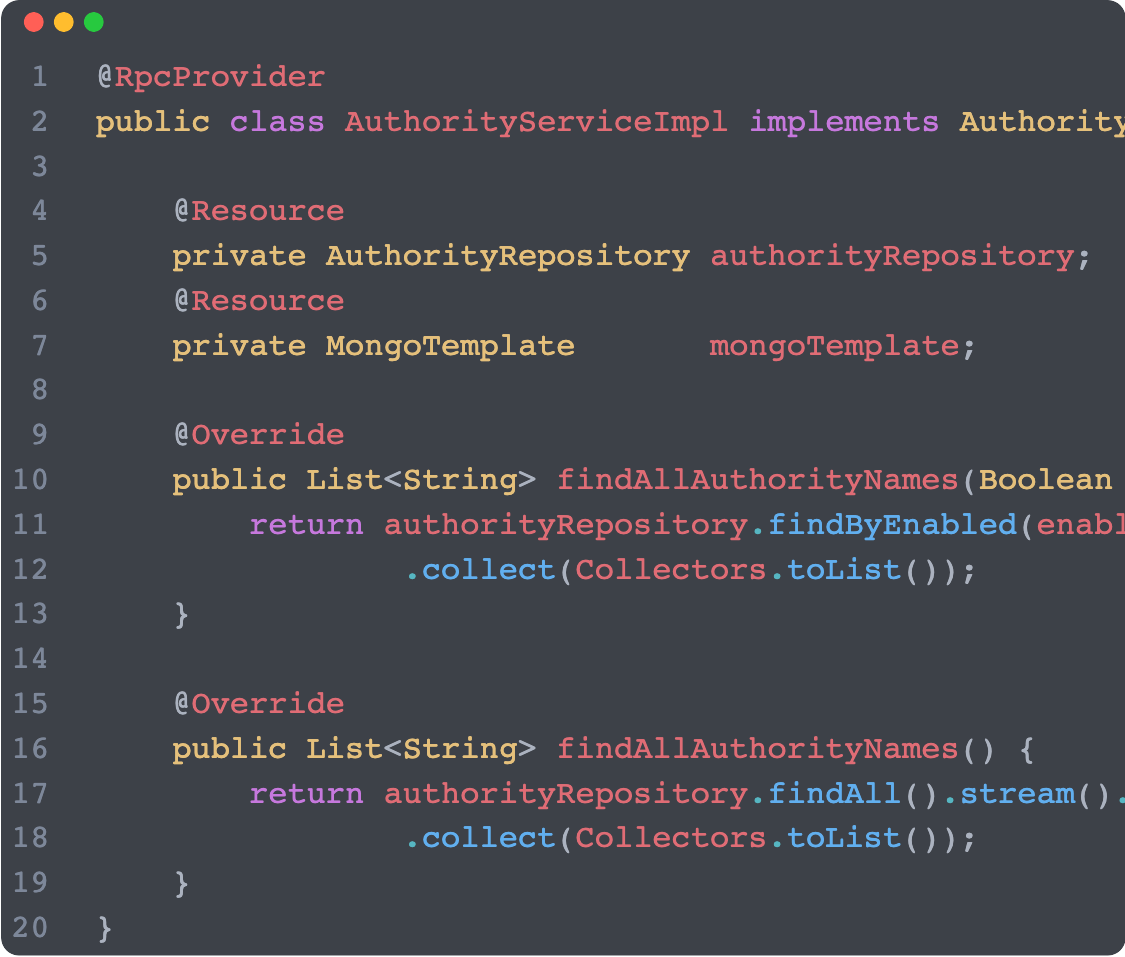 1 @RpcProvider
2 public class AuthorityServiceImpl implements Authority
3
4     @Resource
5     private AuthorityRepository authorityRepository;
6     @Resource
7     private MongoTemplate       mongoTemplate;
8
9     @Override
10     public List<String> findAllAuthorityNames(Boolean
11         return authorityRepository.findByEnabled(enabl
12                 .collect(Collectors.toList());
13     }
14
15     @Override
16     public List<String> findAllAuthorityNames() {
17         return authorityRepository.findAll().stream().
18                 .collect(Collectors.toList());
19     }
20 }